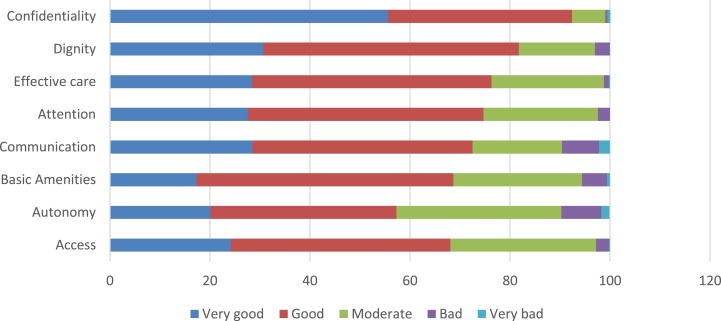 Confidentiality
Dignity
Effective care
Attention
Communication
Basic Amenities
Autonomy
Access
0 20 40 60 80 100 120
Very good Good Moderate Bad Very bad